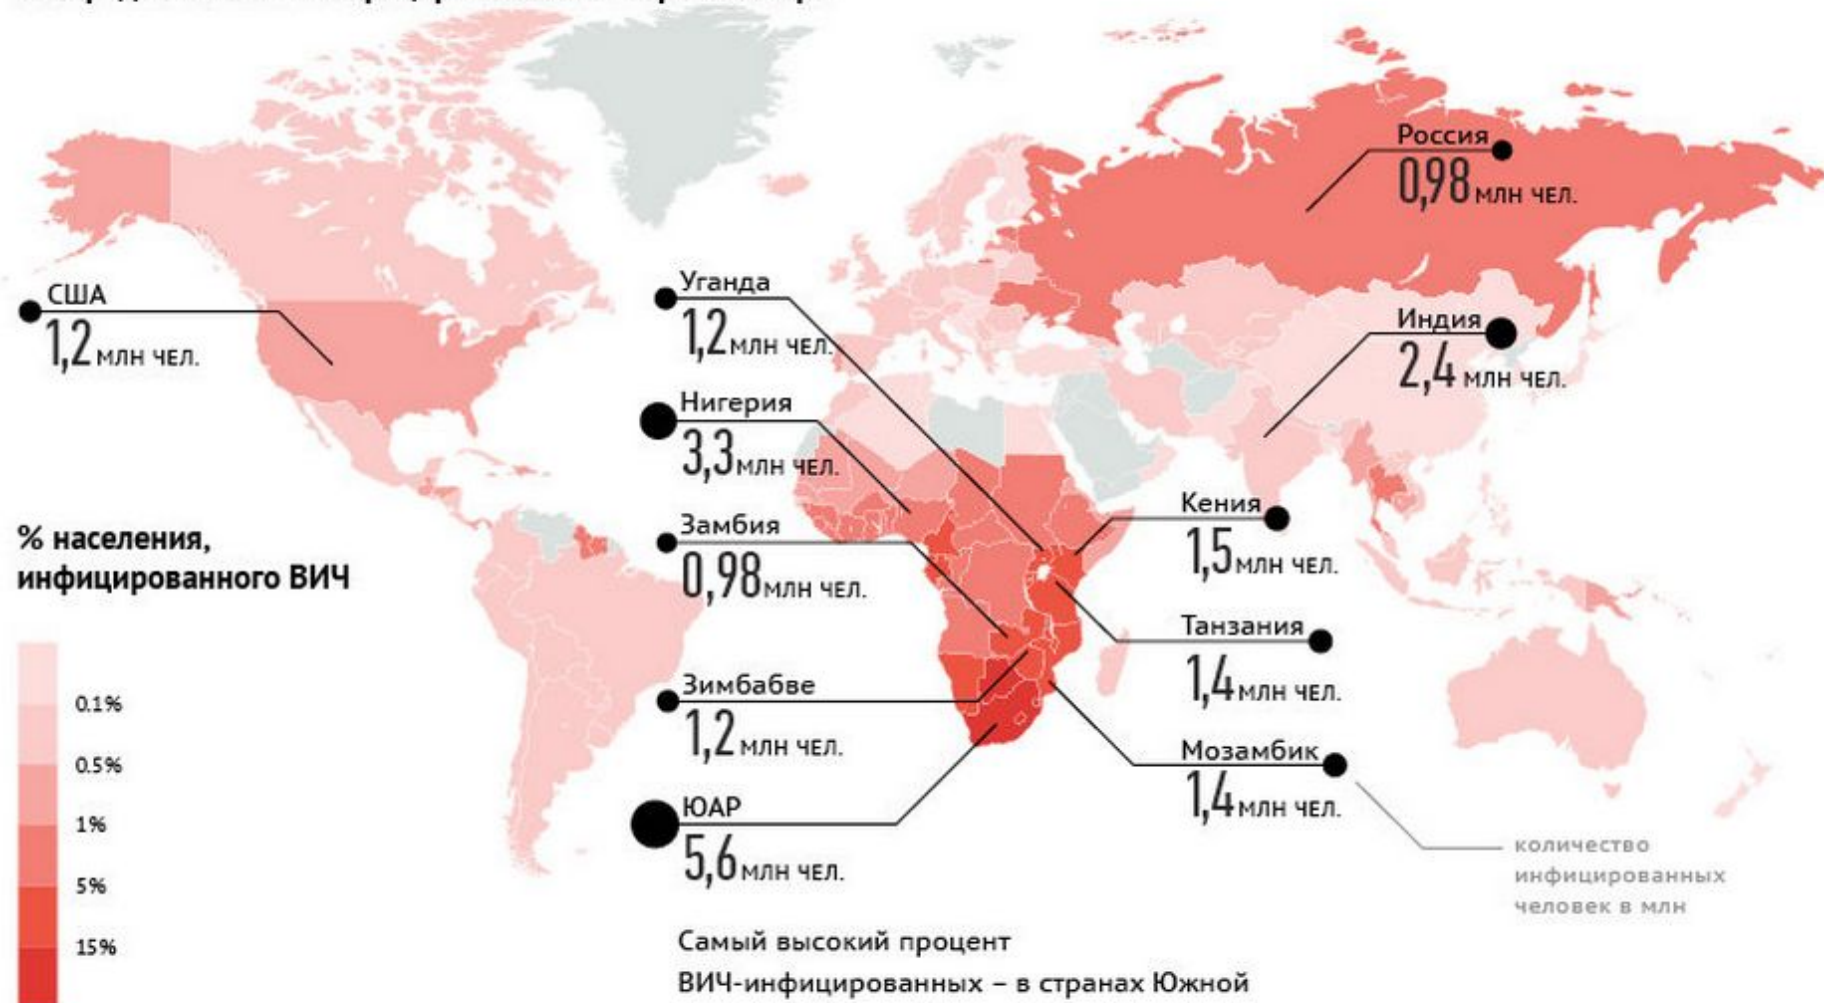 США
1,2 млн чел.
Уганда
1,2 млн чел.
Нигерия
3,3 млн чел.
Замбия
0,98 млн чел.
Зимбабве
1,2 млн чел.
ЮАР
5,6 млн чел.
Россия
0,98 млн чел.
Индия
2,4 млн чел.
Кения
1,5 млн чел.
Танзания
1,4 млн чел.
Мозамбик
1,4 млн чел.
количество
инфицированных
человек в млн
% населения,
инфицированного ВИЧ
0.1%
0.5%
1%
5%
15%
Самый высокий процент
ВИЧ-инфицированных – в странах Южной